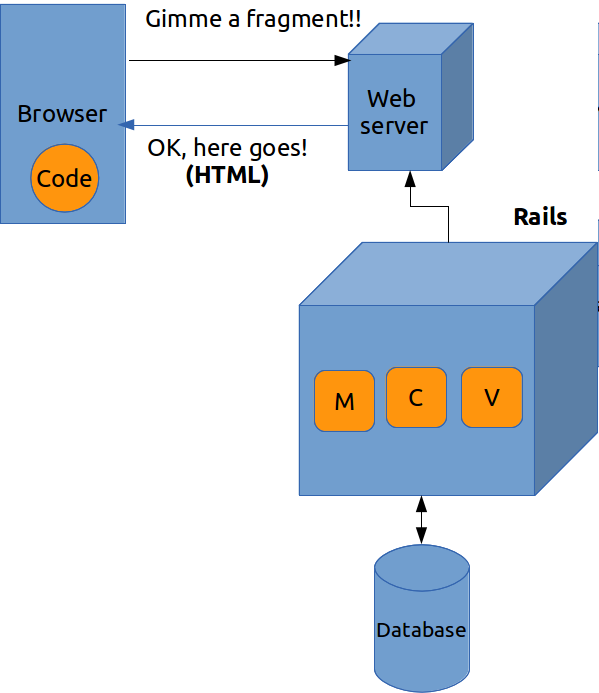 Gimme a fragment!!
Browser
Code
Web
server
OK, here goes!
(HTML)
Rails
M
C
V
Database